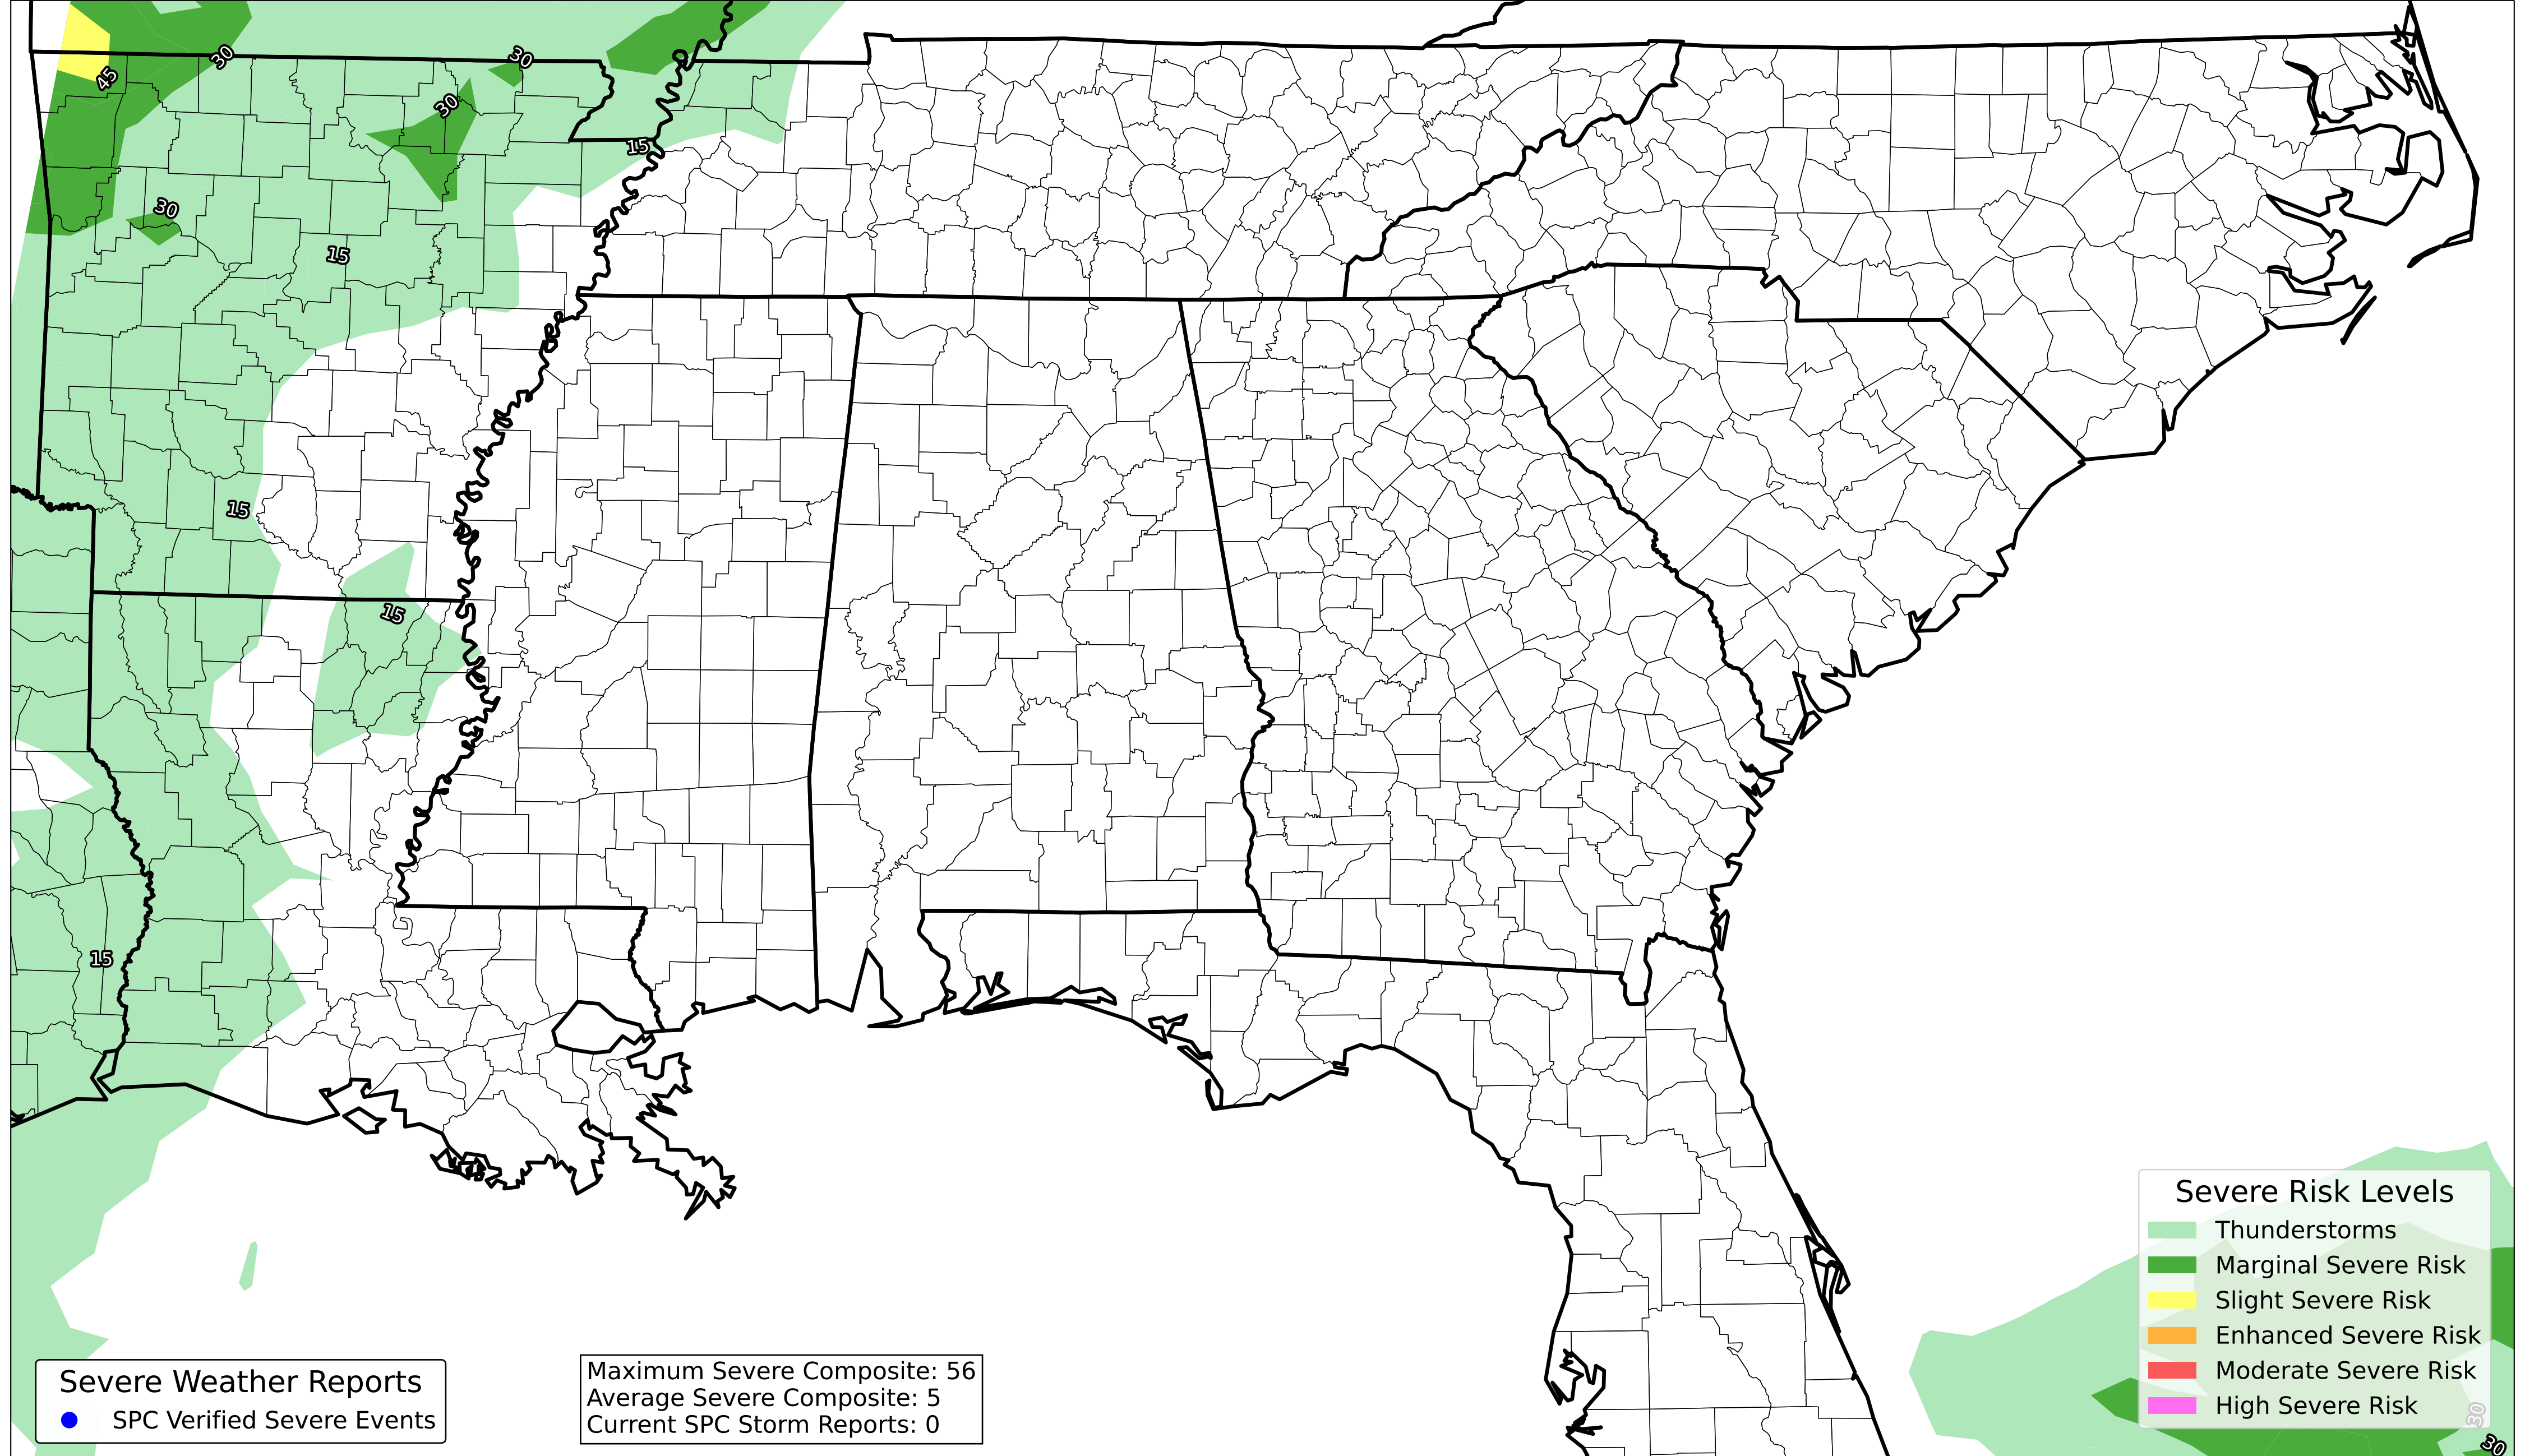 30
30
45
30
15
30
15
15
15
15
Severe Risk Levels
Thunderstorms
Marginal Severe Risk
Slight Severe Risk
Enhanced Severe Risk
Moderate Severe Risk
High Severe Risk
30
30
Severe Weather Reports
SPC Verified Severe Events
Maximum Severe Composite: 56
Average Severe Composite: 5
Current SPC Storm Reports: 0